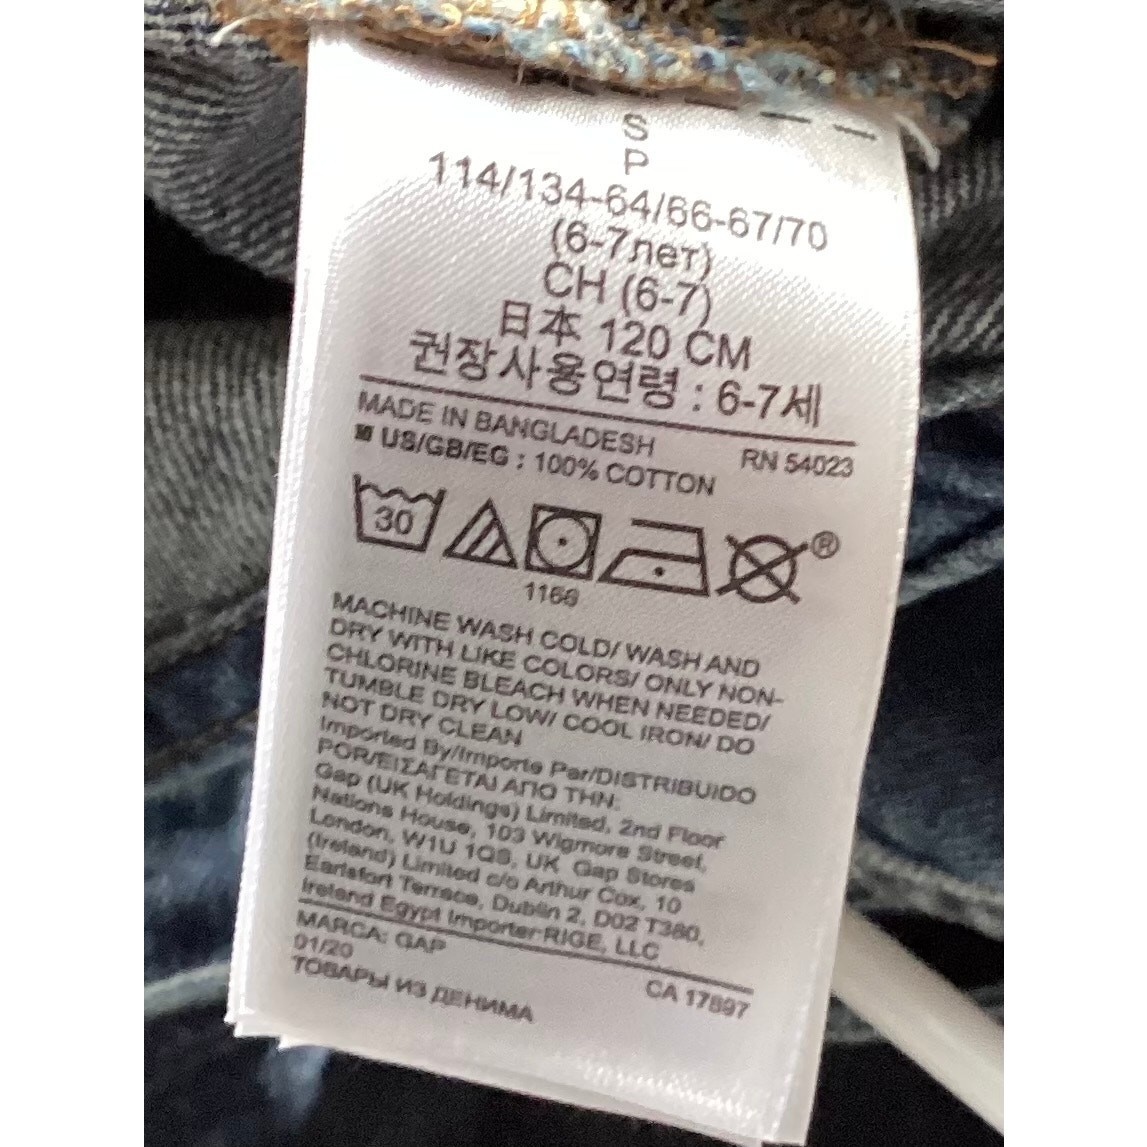 S
P
114/134-64/66-67/70
(6-7лет)
CH (6-7)
日本 120 CM
권장사용연령 : 6-7세
MADE IN BANGLADESH
RN 54023
US/GB/EG : 100% COTTON
30
®
1166
MACHINE WASH COLD/ WASH AND
DRY WITH LIKE COLORS/ ONLY NON-
CHLORINE BLEACH WHEN NEEDED/
TUMBLE DRY LOW/ COOL IRON/ DO
NOT DRY CLEAN
Imported By/Importe Par/DISTRIBUIDO
POR/ΕΙΣΑΓΕΤΑΙ ΑΠΟ ΤΗΝ:
Gap (UK Holdings) Limited, 2nd Floor
Nations House, 103 Wigmore Street,
London, W1U 1QS, UK Gap Stores
(Ireland) Limited c/o Arthur Cox, 10
Earlsfort Terrace, Dublin 2, D02 T380,
Ireland Egypt Importer:RIGE, LLC
MARCA: GAP
01/20
CA 17897
ТОВАРЫ ИЗ ДЕНИМА